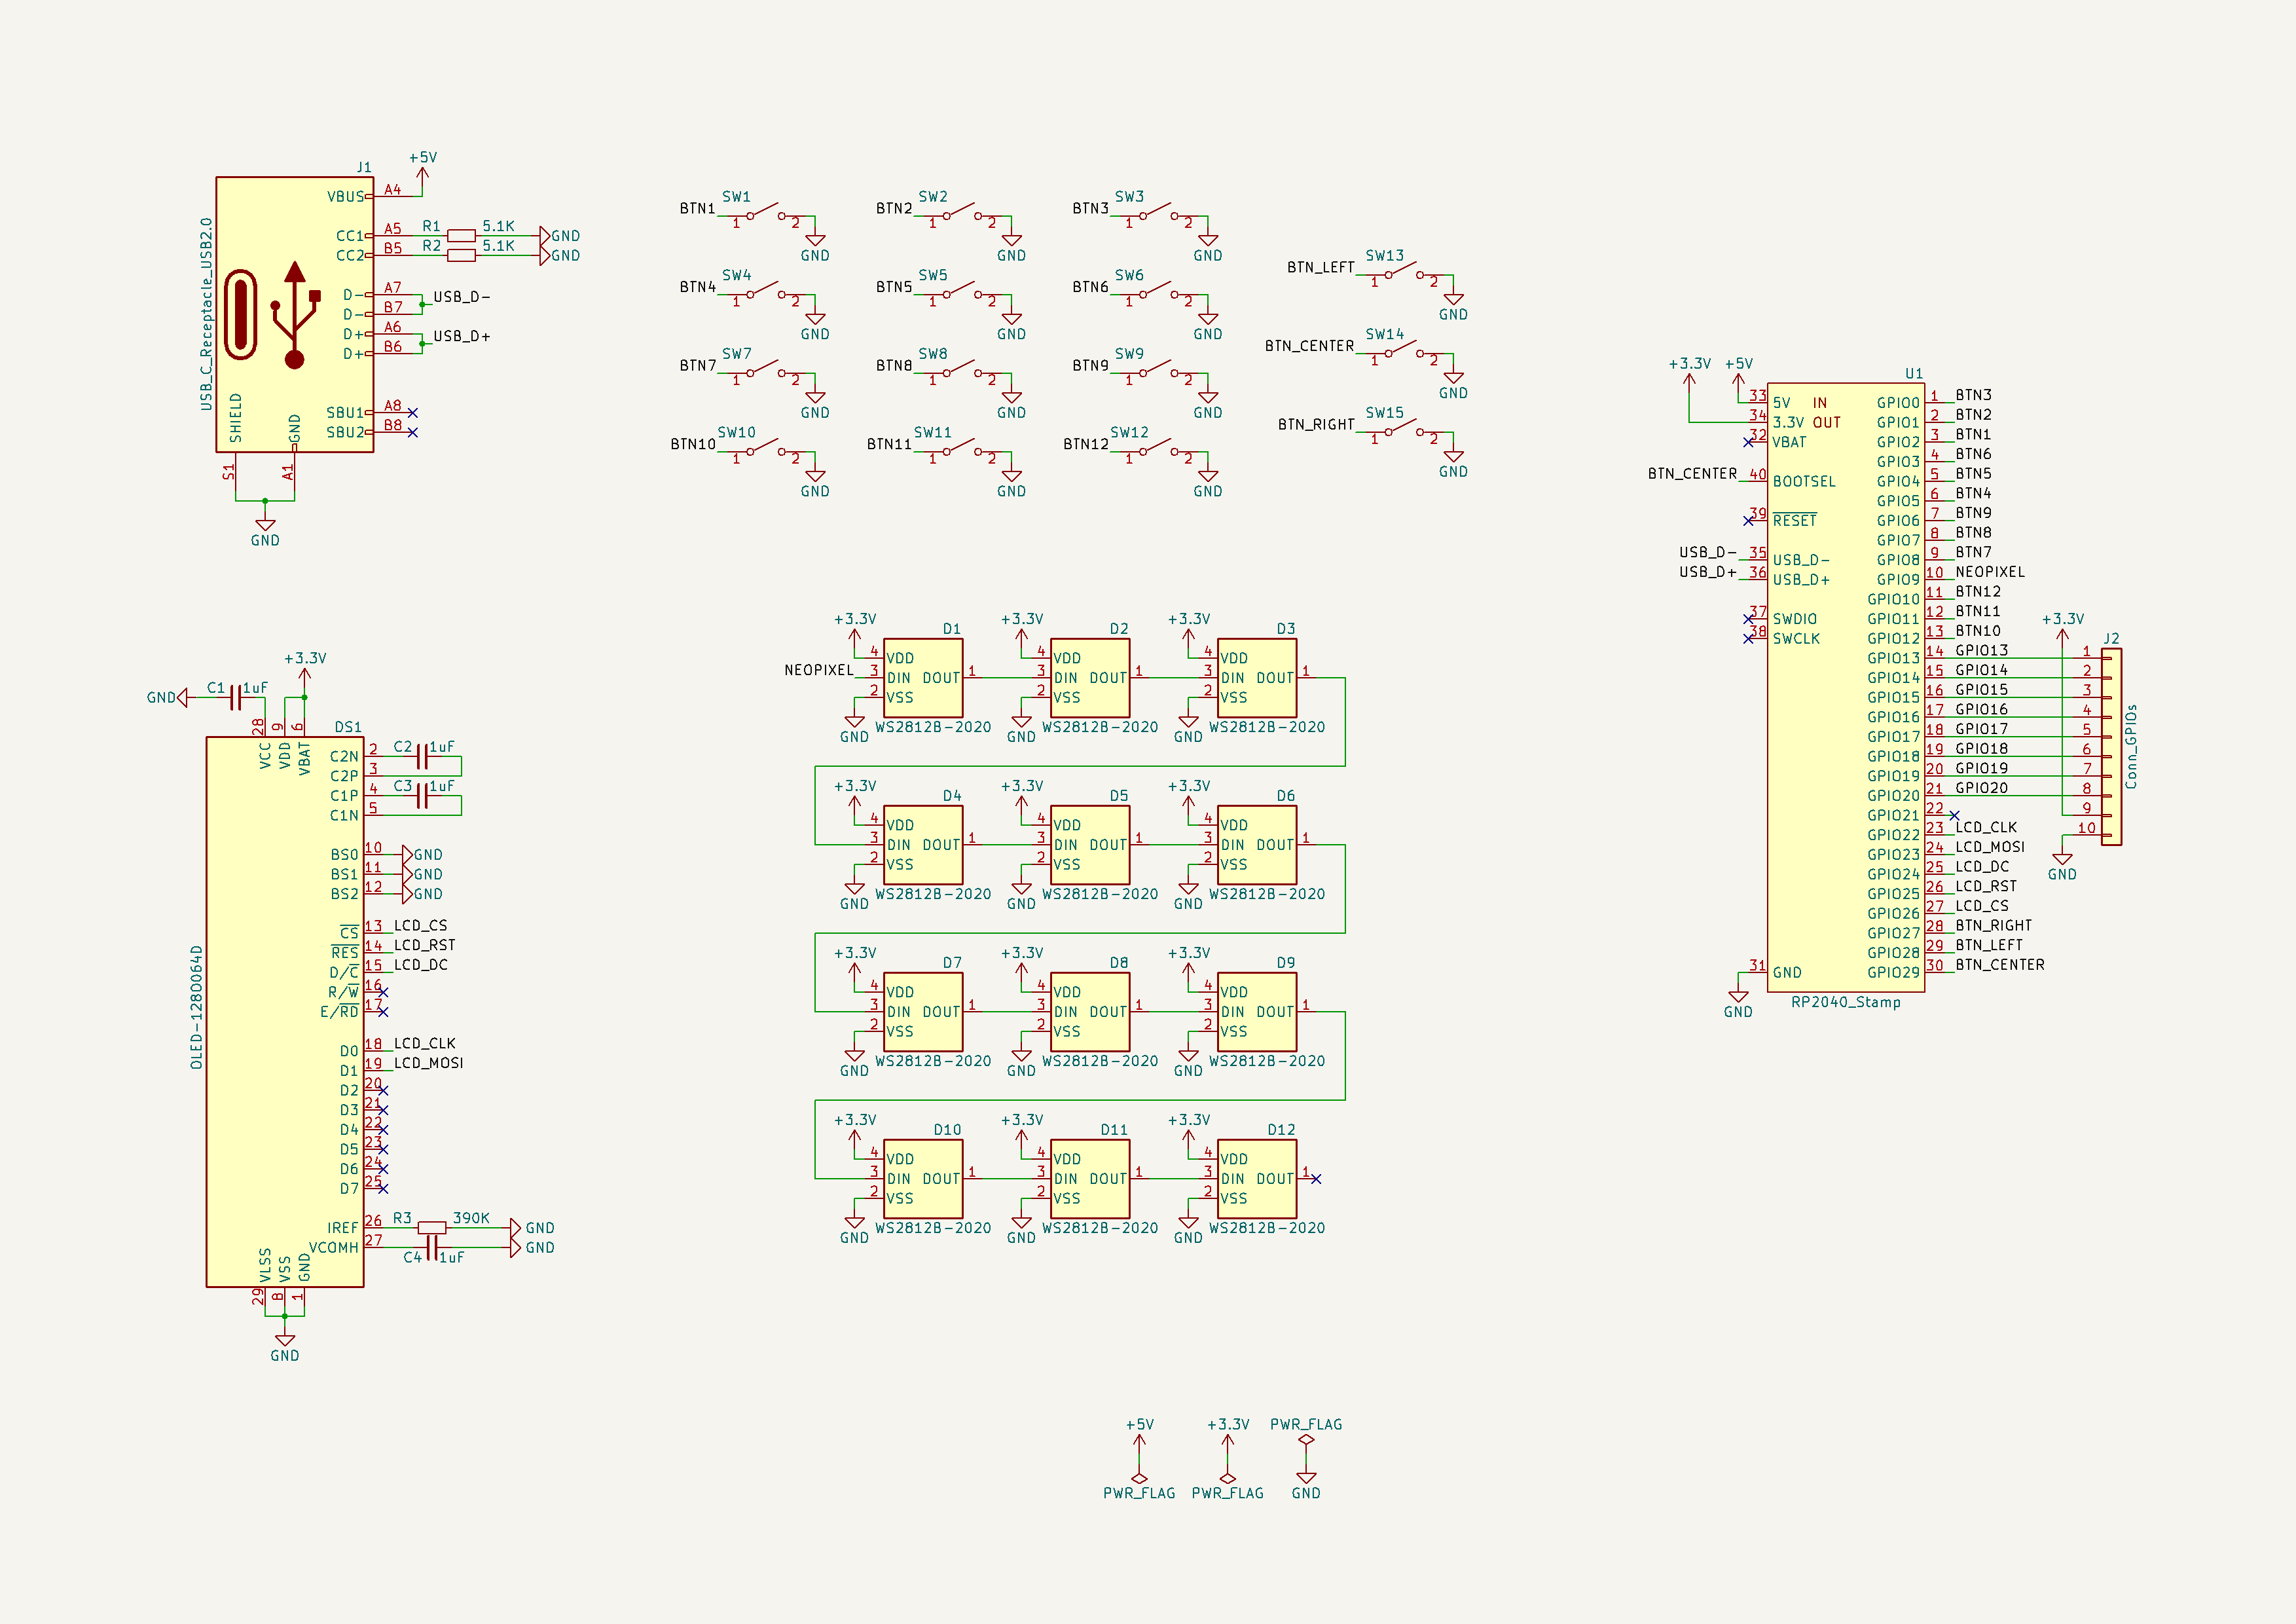 J1
USB_C_Receptacle_USB2.0
+5V
VBUS A4
CC1 A5 R1 5.1K GND
CC2 B5 R2 5.1K GND
D- A7 USB_D-
D- B7
D+ A6 USB_D+
D+ B6
SBU1 A8
SBU2 B8
SHIELD GND
S1 A1
GND
SW1 SW2 SW3
BTN1 1 2 BTN2 1 2 BTN3 1 2
GND GND GND
SW4 SW5 SW6
BTN4 1 2 BTN5 1 2 BTN6 1 2
GND GND GND
SW7 SW8 SW9
BTN7 1 2 BTN8 1 2 BTN9 1 2
GND GND GND
SW10 SW11 SW12
BTN10 1 2 BTN11 1 2 BTN12 1 2
GND GND GND
SW13
BTN_LEFT 1 2
GND
SW14
BTN_CENTER 1 2
GND
SW15
BTN_RIGHT 1 2
GND
+3.3V
GND C1 1uF
28 9 6
DS1
VCC VDD VBAT
OLED-128O064D
C2N 2 C2 1uF
C2P 3
C1P 4 C3 1uF
C1N 5
BS0 10 GND
BS1 11 GND
BS2 12 GND
CS 13 LCD_CS
RES 14 LCD_RST
D/C 15 LCD_DC
R/W 16
E/RD 17
D0 18 LCD_CLK
D1 19 LCD_MOSI
D2 20
D3 21
D4 22
D5 23
D6 24
D7 25
IREF 26 R3 390K GND
VCOMH 27 C4 1uF GND
VLSS VSS GND
29 8 1
GND
+3.3V D1 +3.3V D2 +3.3V D3
4 VDD 4 VDD 4 VDD
NEOPIXEL 3 DIN DOUT 1 3 DIN DOUT 1 3 DIN DOUT 1
2 VSS 2 VSS 2 VSS
GND WS2812B-2020 GND WS2812B-2020 GND WS2812B-2020
+3.3V D4 +3.3V D5 +3.3V D6
4 VDD 4 VDD 4 VDD
3 DIN DOUT 1 3 DIN DOUT 1 3 DIN DOUT 1
2 VSS 2 VSS 2 VSS
GND WS2812B-2020 GND WS2812B-2020 GND WS2812B-2020
+3.3V D7 +3.3V D8 +3.3V D9
4 VDD 4 VDD 4 VDD
3 DIN DOUT 1 3 DIN DOUT 1 3 DIN DOUT 1
2 VSS 2 VSS 2 VSS
GND WS2812B-2020 GND WS2812B-2020 GND WS2812B-2020
+3.3V D10 +3.3V D11 +3.3V D12
4 VDD 4 VDD 4 VDD
3 DIN DOUT 1 3 DIN DOUT 1 3 DIN DOUT 1
2 VSS 2 VSS 2 VSS
GND WS2812B-2020 GND WS2812B-2020 GND WS2812B-2020
+5V +3.3V PWR_FLAG
PWR_FLAG PWR_FLAG GND
+3.3V +5V U1
33 5V IN
34 3.3V OUT
32 VBAT
BTN_CENTER 40 BOOTSEL
39 RESET
USB_D- 35 USB_D-
USB_D+ 36 USB_D+
37 SWDIO
38 SWCLK
31 GND
GND
GPIO0 1 BTN3
GPIO1 2 BTN2
GPIO2 3 BTN1
GPIO3 4 BTN6
GPIO4 5 BTN5
GPIO5 6 BTN4
GPIO6 7 BTN9
GPIO7 8 BTN8
GPIO8 9 BTN7
GPIO9 10 NEOPIXEL
GPIO10 11 BTN12
GPIO11 12 BTN11
GPIO12 13 BTN10
GPIO13 14 GPIO13
GPIO14 15 GPIO14
GPIO15 16 GPIO15
GPIO16 17 GPIO16
GPIO17 18 GPIO17
GPIO18 19 GPIO18
GPIO19 20 GPIO19
GPIO20 21 GPIO20
GPIO21 22
GPIO22 23 LCD_CLK
GPIO23 24 LCD_MOSI
GPIO24 25 LCD_DC
GPIO25 26 LCD_RST
GPIO26 27 LCD_CS
GPIO27 28 BTN_RIGHT
GPIO28 29 BTN_LEFT
GPIO29 30 BTN_CENTER
RP2040_Stamp
+3.3V J2
1
2
3
4
5
6
7
8
9
10
GND
Conn_GPIOs